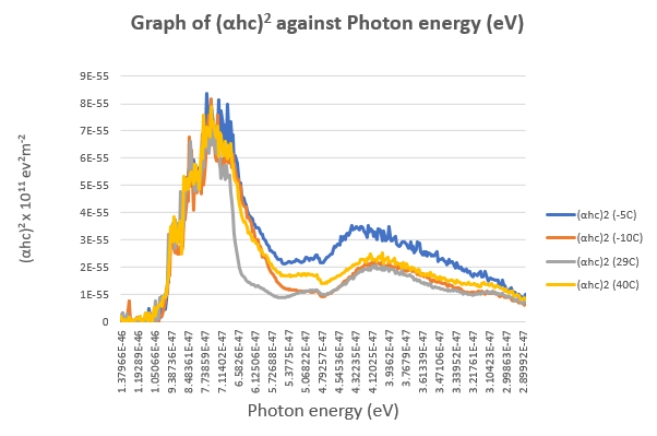 Graph of (αhc)² against Photon energy (eV)
(αhc)² x 10¹¹ ev²m⁻²
9E-55
8E-55
7E-55
6E-55
5E-55
4E-55
3E-55
2E-55
1E-55
0
1.37966E-46
1.19289E-46
1.05066E-46
9.38736E-47
8.48361E-47
7.73859E-47
7.11402E-47
6.5826E-47
6.12506E-47
5.72688E-47
5.3775E-47
5.06822E-47
4.79257E-47
4.54536E-47
4.32235E-47
4.12025E-47
3.9362E-47
3.7679E-47
3.61339E-47
3.47106E-47
3.33952E-47
3.21761E-47
3.10423E-47
2.99863E-47
2.89992E-47
Photon energy (eV)
(αhc)2 (-5C)
(αhc)2 (-10C)
(αhc)2 (29C)
(αhc)2 (40C)